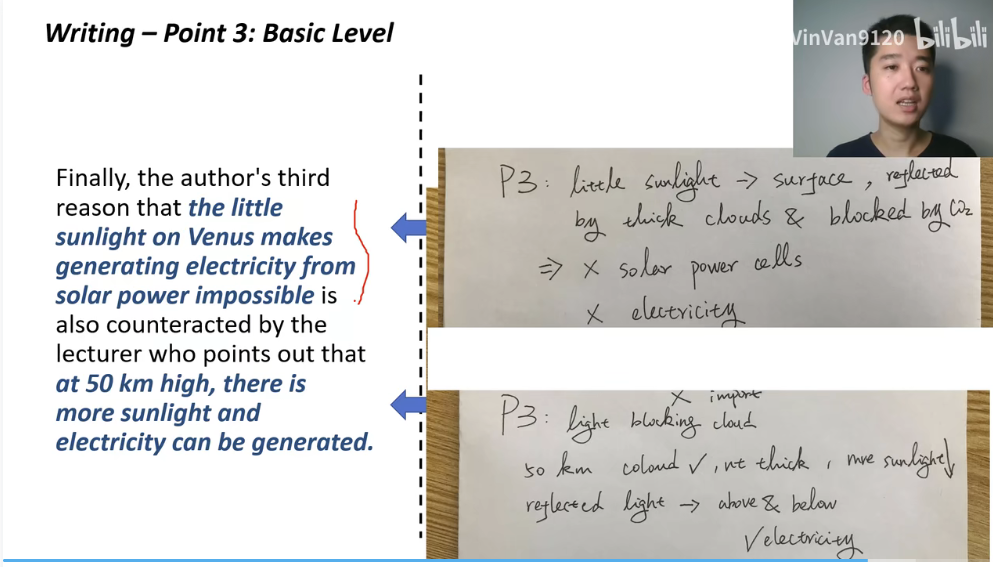 Writing – Point 3: Basic Level
VinVan9120 bilibili
Finally, the author's third
reason that the little
sunlight on Venus makes
generating electricity from
solar power impossible is
also counteracted by the
lecturer who points out that
at 50 km high, there is
more sunlight and
electricity can be generated.
P3: little sunlight → surface, reflected
by thick clouds & blocked by CO2
⇒ × solar power cells
× electricity
× import
P3: light blocking cloud
50 km coloud ✓, nt thick, mre sunlight↓
reflected light → above & below
✓ electricity